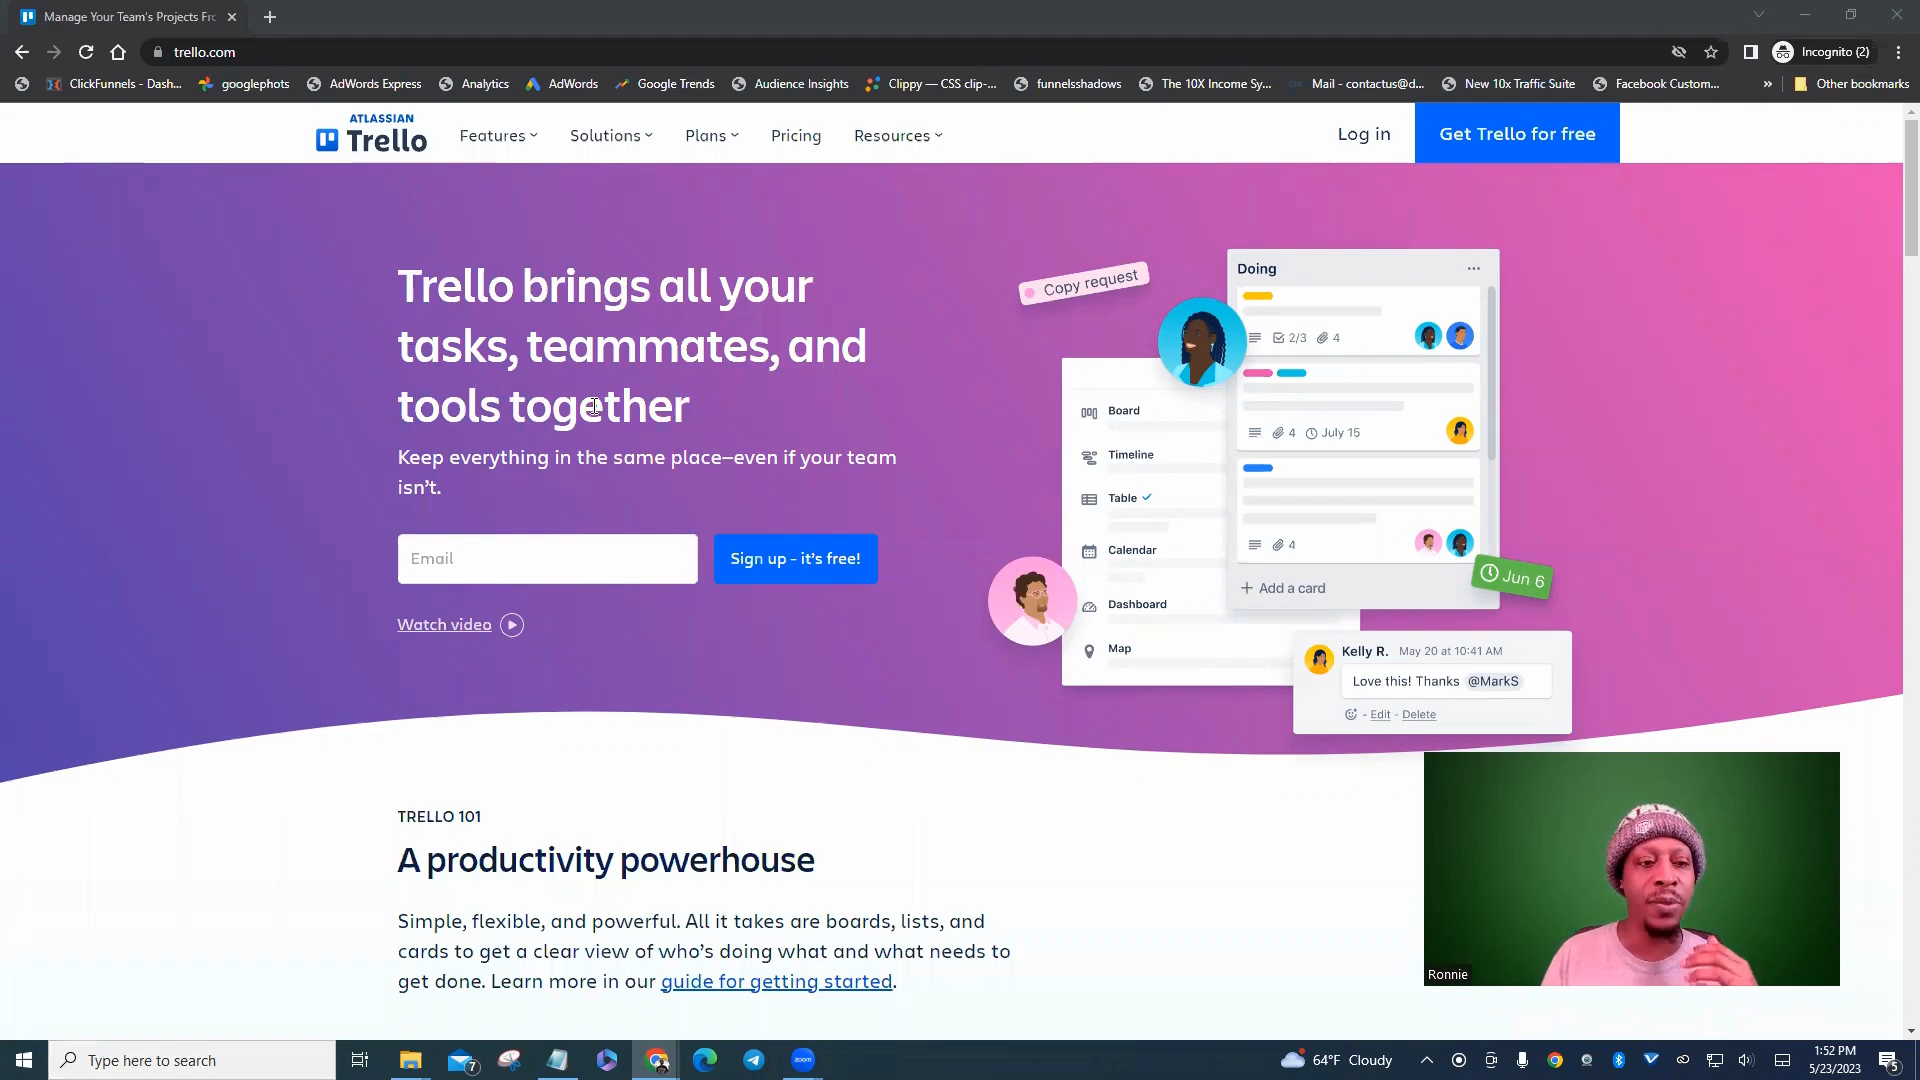 Manage Your Team's Projects Fro
trello.com
Incognito (2)
ClickFunnels - Dash...
googlephots
AdWords Express
Analytics
AdWords
Google Trends
Audience Insights
Clippy — CSS clip-...
funnelsshadows
The 10X Income Sy...
Mail - contactus@d...
New 10x Traffic Suite
Facebook Custom...
»
Other bookmarks
ATLASSIAN
Trello
Features
Solutions
Plans
Pricing
Resources
Log in
Get Trello for free
Trello brings all your
tasks, teammates, and
tools together
Keep everything in the same place—even if your team
isn't.
Email
Sign up - it's free!
Watch video
Copy request
Doing
2/3
4
4
July 15
4
+ Add a card
Jun 6
Board
Timeline
Table
Calendar
Dashboard
Map
Kelly R. May 20 at 10:41 AM
Love this! Thanks @MarkS
- Edit - Delete
TRELLO 101
A productivity powerhouse
Simple, flexible, and powerful. All it takes are boards, lists, and
cards to get a clear view of who's doing what and what needs to
get done. Learn more in our guide for getting started.
Ronnie
Type here to search
7
zoom
64°F Cloudy
1:52 PM
5/23/2023
5